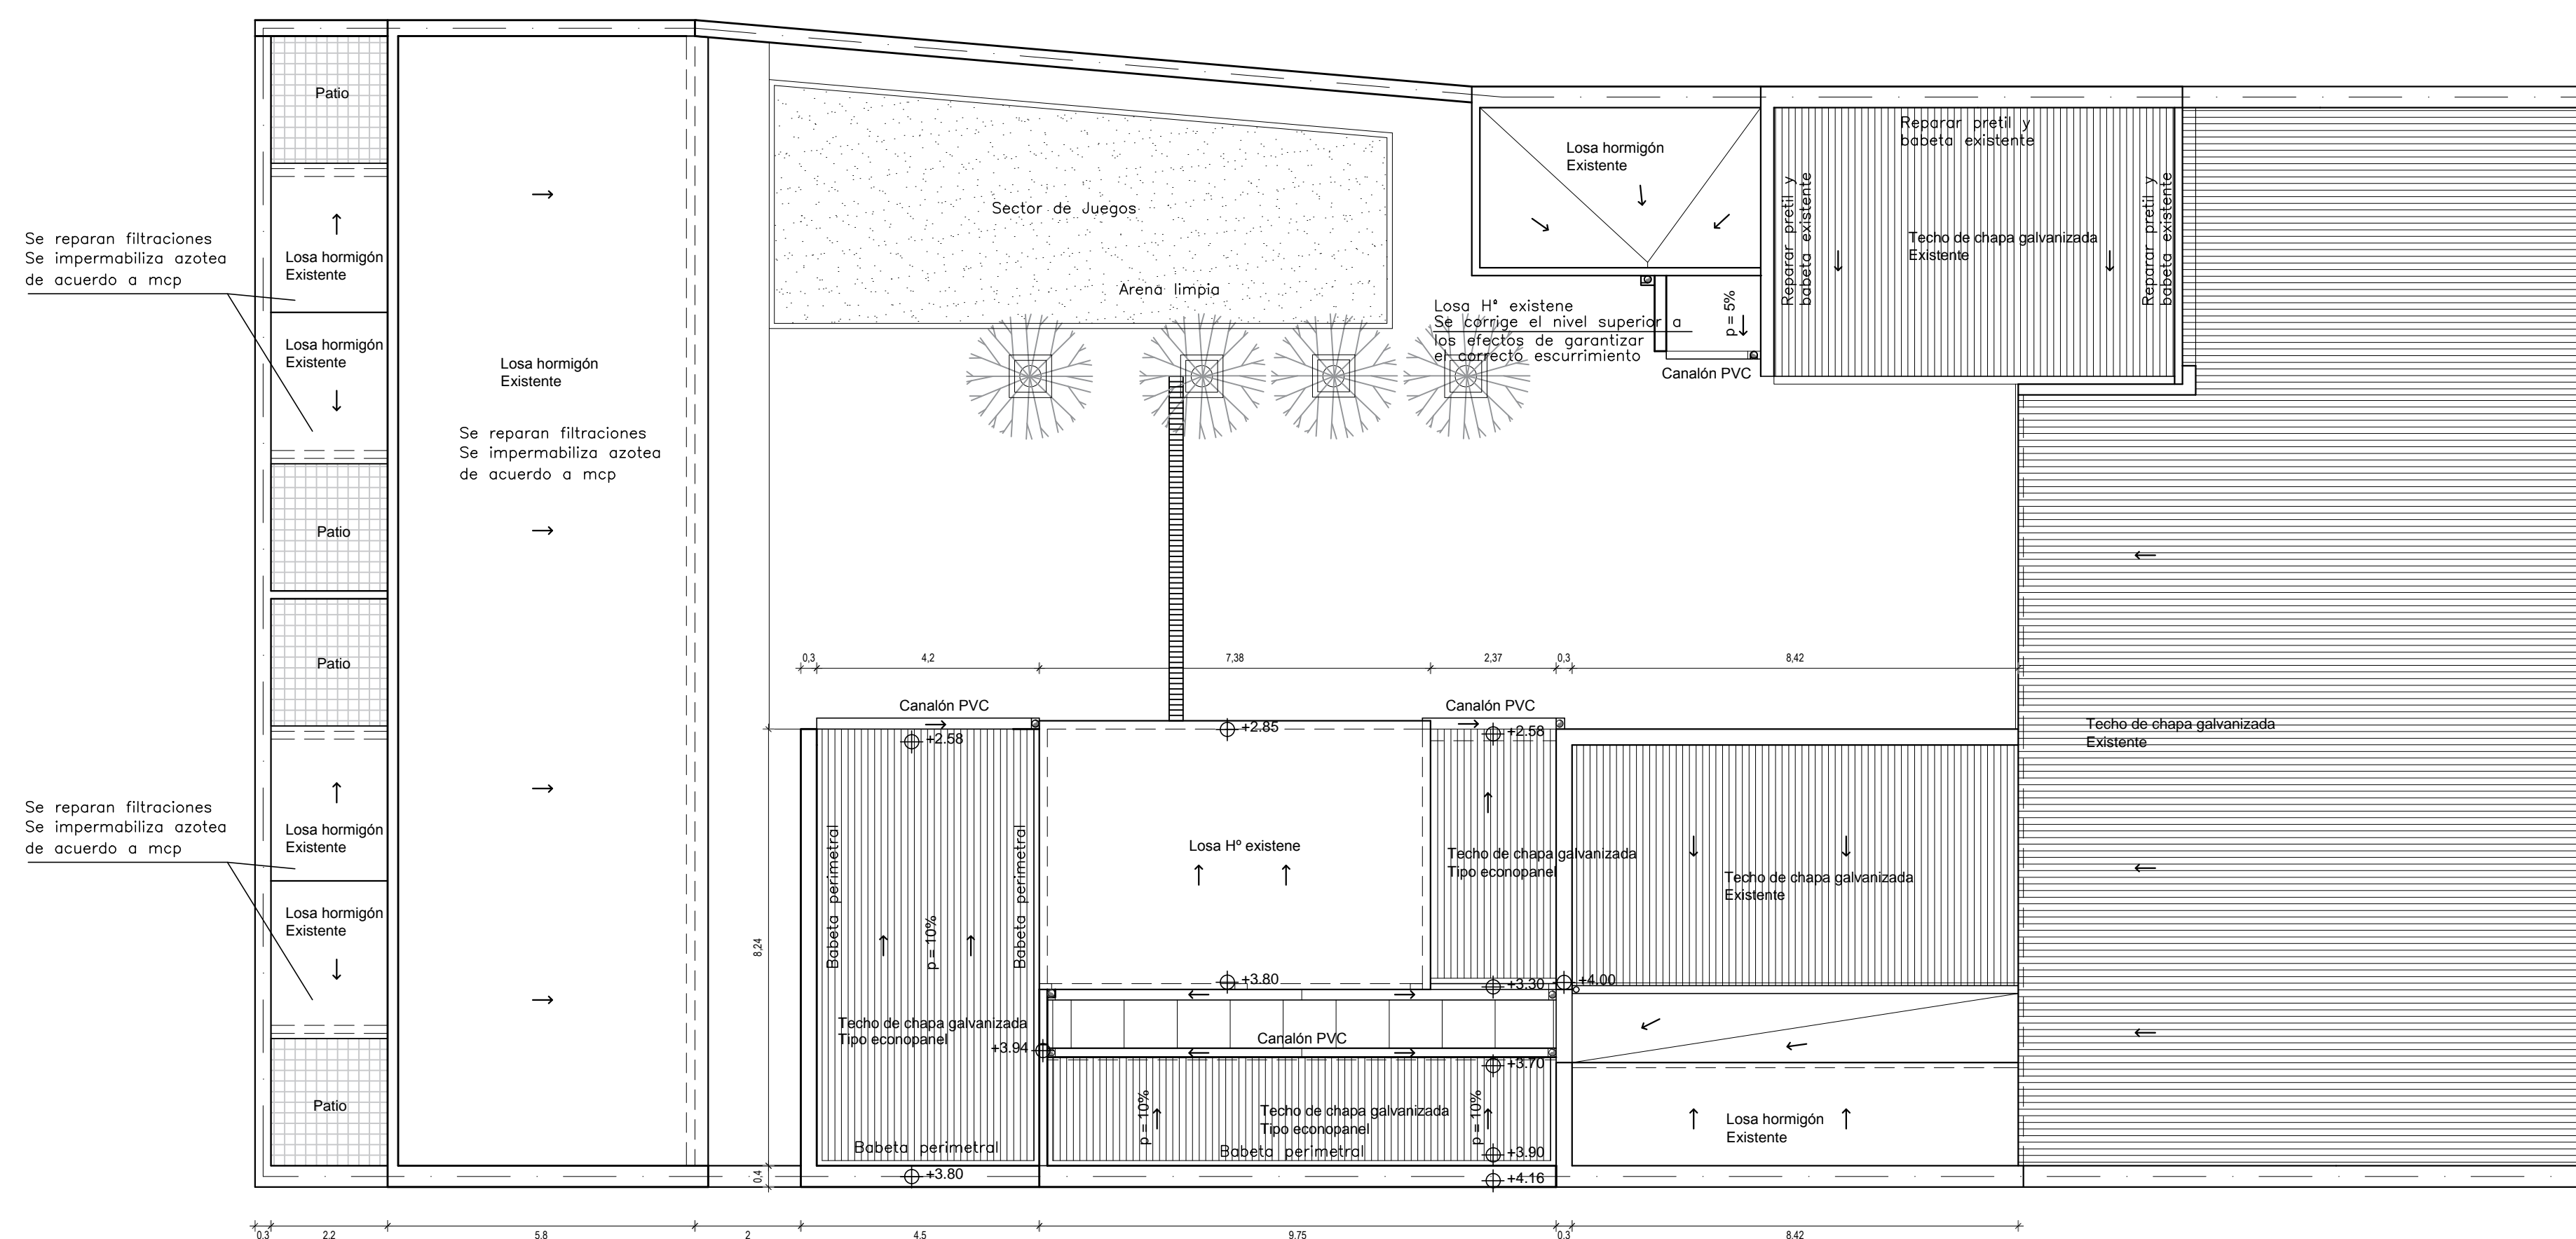 Patio
Se reparan filtraciones
Se impermabiliza azotea
de acuerdo a mcp
Losa hormigón
Existente
Losa hormigón
Existente
Patio
Patio
Se reparan filtraciones
Se impermabiliza azotea
de acuerdo a mcp
Losa hormigón
Existente
Losa hormigón
Existente
Patio
Losa hormigón
Existente
Se reparan filtraciones
Se impermabiliza azotea
de acuerdo a mcp
Sector de Juegos
Arena limpia
Losa hormigón
Existente
Losa Hº existene
Se corrige el nivel superior a
los efectos de garantizar
el correcto escurrimiento
p = 5%
Canalón PVC
Reparar pretil y
babeta existente
Reparar pretil y
babeta existente
Reparar pretil y
babeta existente
Techo de chapa galvanizada
Existente
0,3
4,2
7,38
2,37
0,3
8,42
Canalón PVC
Canalón PVC
+2.58
+2.85
+2.58
Techo de chapa galvanizada
Existente
Babeta perimetral
p = 10%
Babeta perimetral
Losa Hº existene
Techo de chapa galvanizada
Tipo econopanel
Techo de chapa galvanizada
Existente
8,24
+3.80
+3.30
+4.00
Techo de chapa galvanizada
Tipo econopanel
+3.94
Canalón PVC
+3.70
p = 10%
Techo de chapa galvanizada
Tipo econopanel
p = 10%
Losa hormigón
Existente
Babeta perimetral
Babeta perimetral
+3.90
0,4
+3.80
+4.16
0.3
2.2
5.8
2
4.5
9.75
0.3
8.42